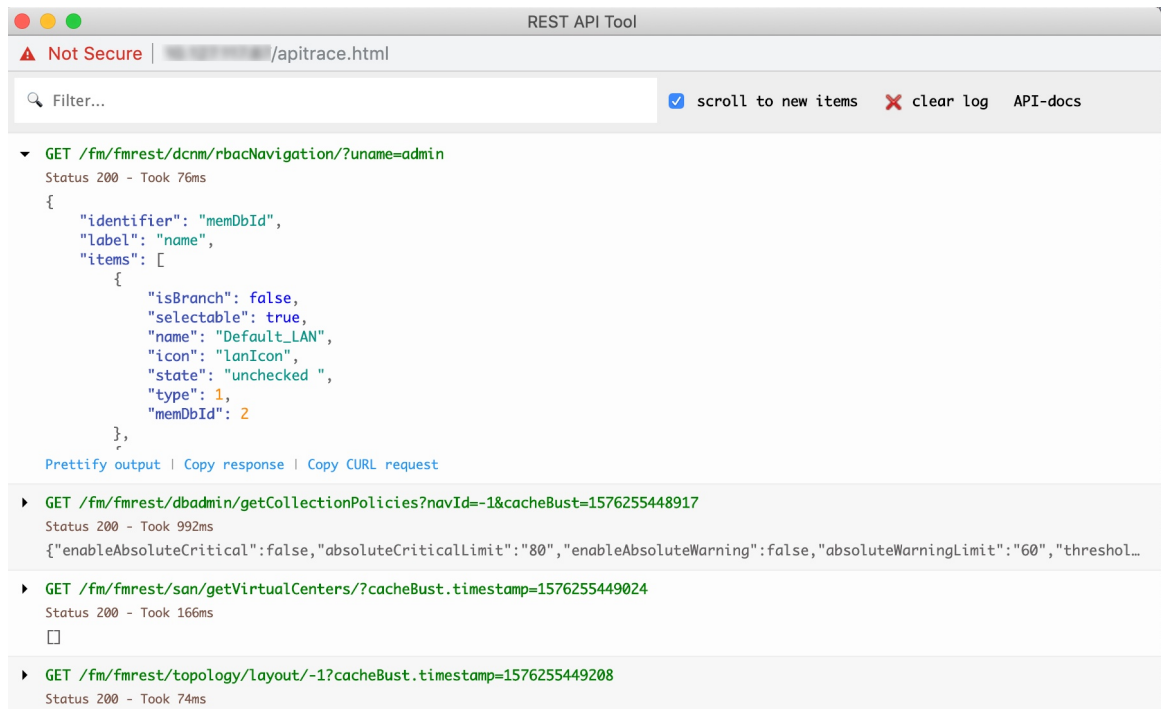 REST API Tool
Not Secure /apitrace.html
Filter... scroll to new items clear log API-docs
GET /fm/fmrest/dcnm/rbacNavigation/?uname=admin
Status 200 - Took 76ms
{
    "identifier": "memDbId",
    "label": "name",
    "items": [
        {
            "isBranch": false,
            "selectable": true,
            "name": "Default_LAN",
            "icon": "lanIcon",
            "state": "unchecked ",
            "type": 1,
            "memDbId": 2
        },
Prettify output | Copy response | Copy CURL request
GET /fm/fmrest/dbadmin/getCollectionPolicies?navId=-1&cacheBust=1576255448917
Status 200 - Took 992ms
{"enableAbsoluteCritical":false,"absoluteCriticalLimit":"80","enableAbsoluteWarning":false,"absoluteWarningLimit":"60","threshol…
GET /fm/fmrest/san/getVirtualCenters/?cacheBust.timestamp=1576255449024
Status 200 - Took 166ms
[]
GET /fm/fmrest/topology/layout/-1?cacheBust.timestamp=1576255449208
Status 200 - Took 74ms